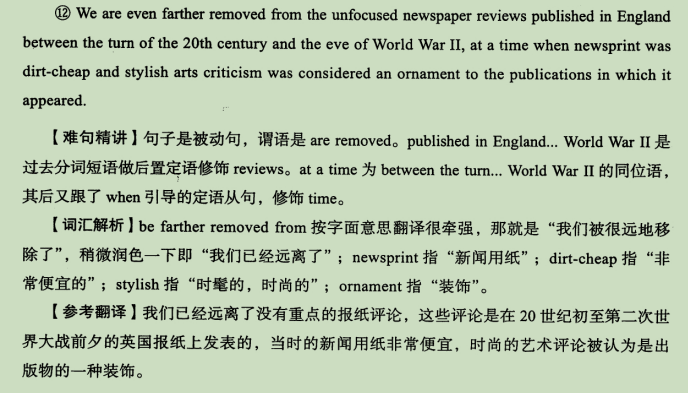 ⑫ We are even farther removed from the unfocused newspaper reviews published in England
between the turn of the 20th century and the eve of World War II, at a time when newsprint was
dirt-cheap and stylish arts criticism was considered an ornament to the publications in which it
appeared.
【难句精讲】句子是被动句，谓语是 are removed。published in England... World War II 是
过去分词短语做后置定语修饰 reviews。at a time 为 between the turn... World War II 的同位语，
其后又跟了 when 引导的定语从句，修饰 time。
【词汇解析】be farther removed from 按字面意思翻译很牵强，那就是“我们被很远地移
除了”，稍微润色一下即“我们已经远离了”；newsprint 指“新闻用纸”；dirt-cheap 指“非
常便宜的”；stylish 指“时髦的，时尚的”；ornament 指“装饰”。
【参考翻译】我们已经远离了没有重点的报纸评论，这些评论是在 20 世纪初至第二次世
界大战前夕的英国报纸上发表的，当时的新闻用纸非常便宜，时尚的艺术评论被认为是出
版物的一种装饰。